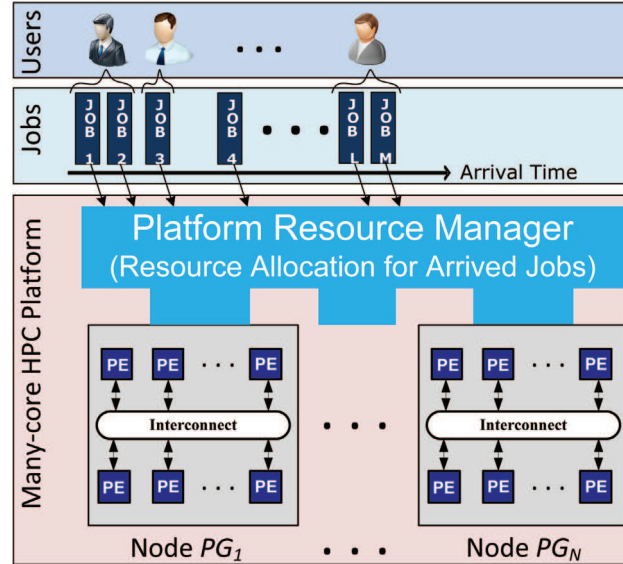 Users
• • •
Jobs
JOB 1
JOB 2
JOB 3
JOB 4
• • •
JOB L
JOB M
Arrival Time
Many-core HPC Platform
Platform Resource Manager
(Resource Allocation for Arrived Jobs)
PE PE • • • PE
Interconnect
PE PE • • • PE
Node PG1
• • •
PE PE • • • PE
Interconnect
PE PE • • • PE
Node PGN
• • •